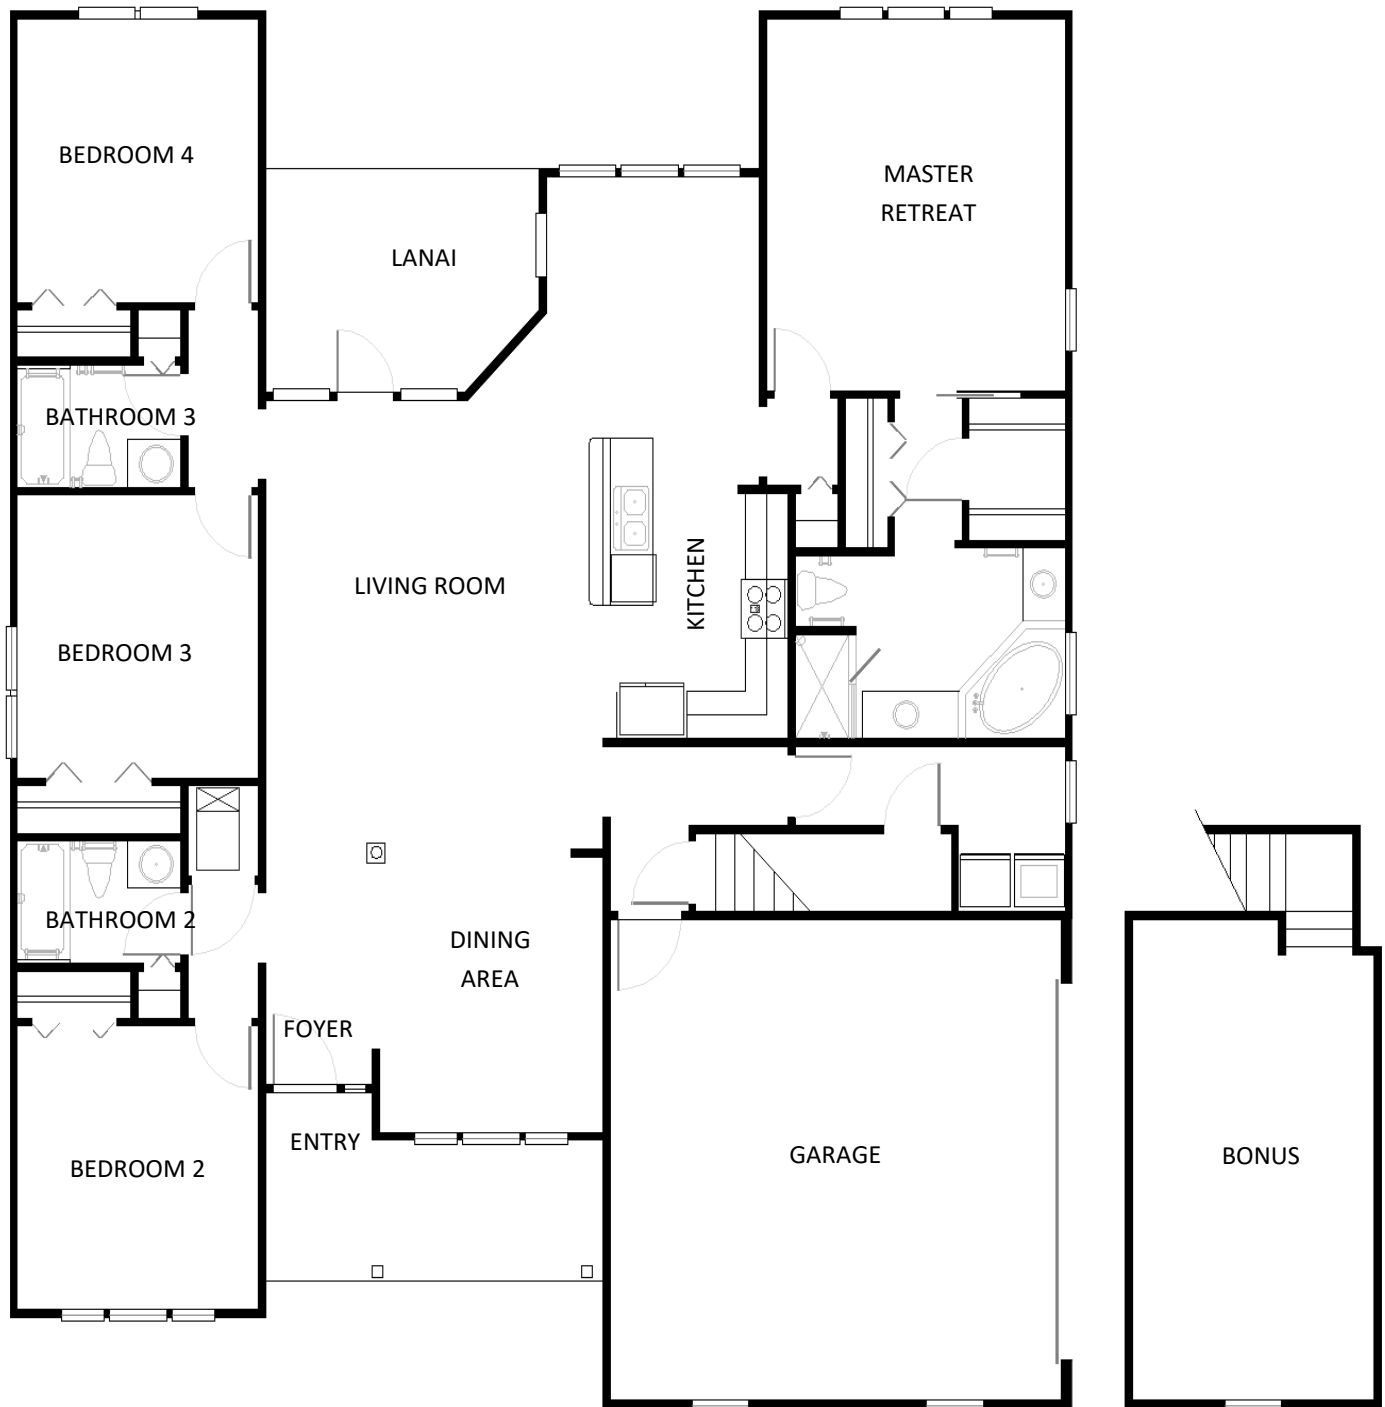 BEDROOM 4
MASTER
RETREAT
LANAI
BATHROOM 3
LIVING ROOM
KITCHEN
BEDROOM 3
BATHROOM 2
DINING
AREA
FOYER
ENTRY
BEDROOM 2
GARAGE
BONUS